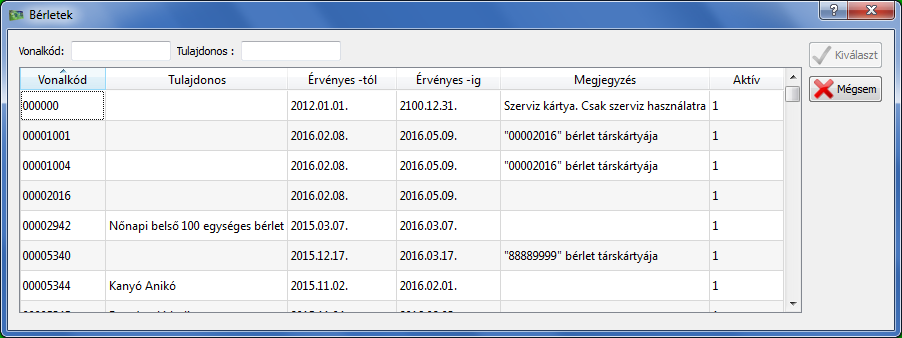 Bérletek
Vonalkód: Tulajdonos : Kiválaszt
Vonalkód Tulajdonos Érvényes -tól Érvényes -ig Megjegyzés Aktív
Mégsem
000000 2012.01.01. 2100.12.31. Szerviz kártya. Csak szerviz használatra 1
00001001 2016.02.08. 2016.05.09. "00002016" bérlet társkártyája 1
00001004 2016.02.08. 2016.05.09. "00002016" bérlet társkártyája 1
00002016 2016.02.08. 2016.05.09. 1
00002942 Nőnapi belső 100 egységes bérlet 2015.03.07. 2016.03.07. 1
00005340 2015.12.17. 2016.03.17. "88889999" bérlet társkártyája 1
00005344 Kanyó Anikó 2015.11.02. 2016.02.01. 1